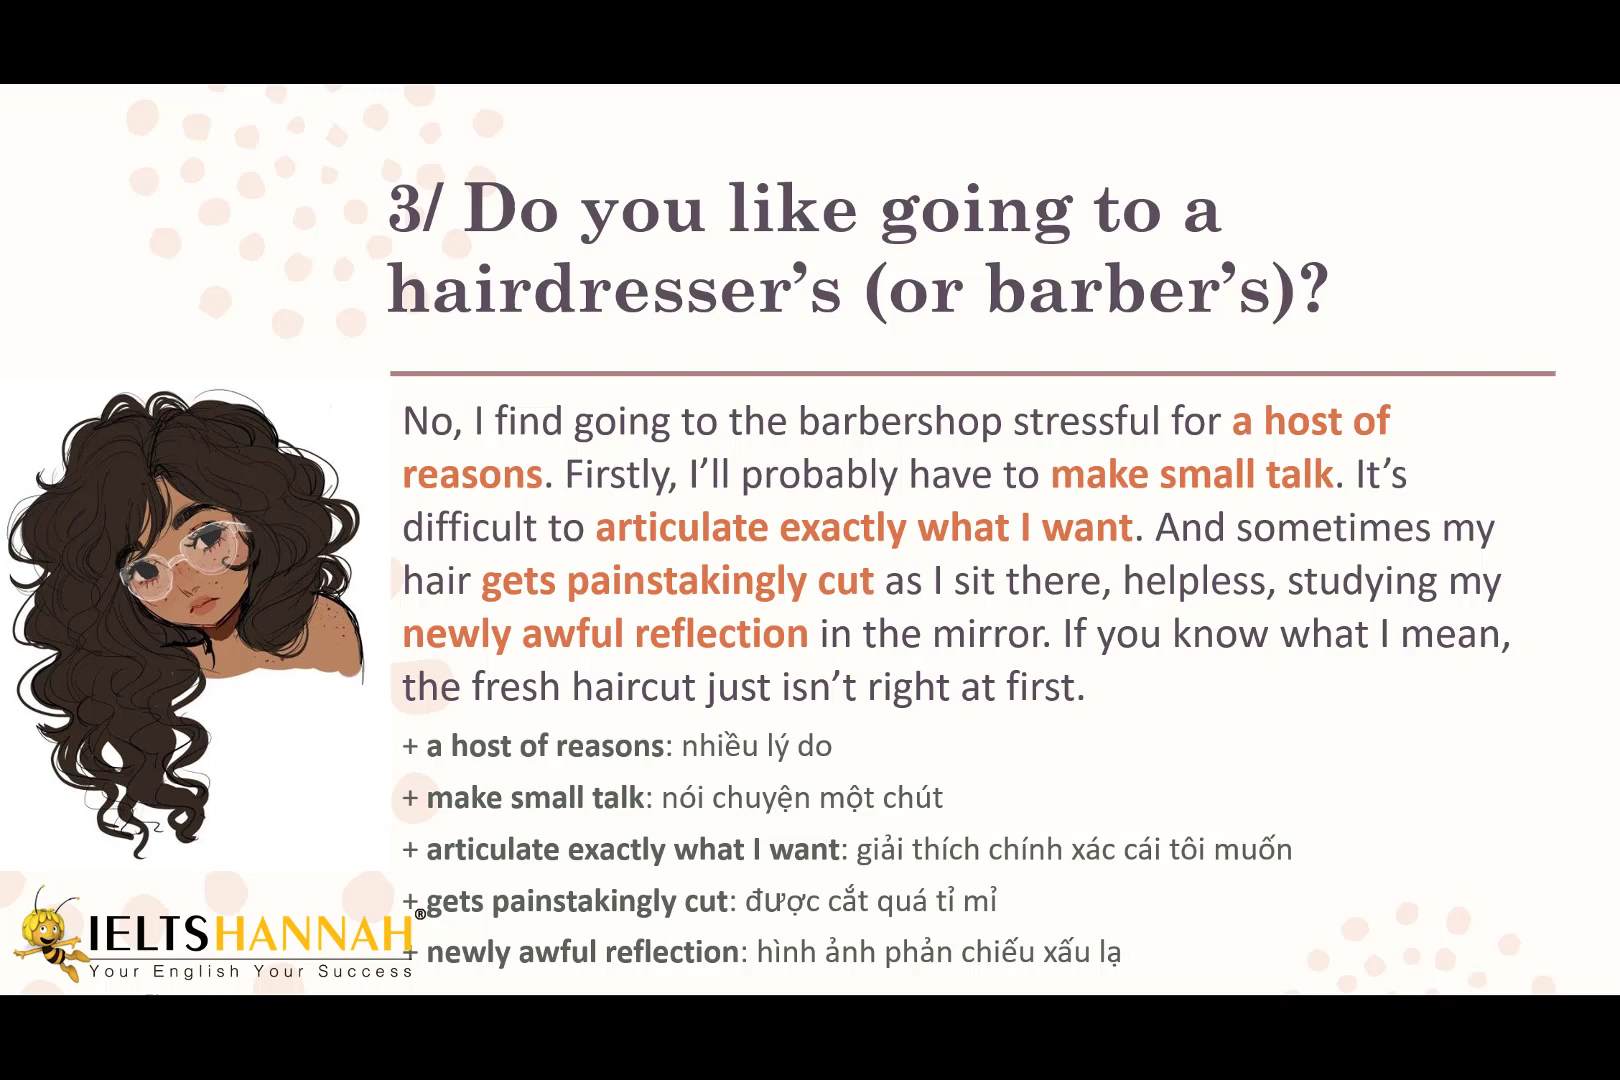 3/ Do you like going to a
hairdresser’s (or barber’s)?
No, I find going to the barbershop stressful for a host of
reasons. Firstly, I’ll probably have to make small talk. It’s
difficult to articulate exactly what I want. And sometimes my
hair gets painstakingly cut as I sit there, helpless, studying my
newly awful reflection in the mirror. If you know what I mean,
the fresh haircut just isn’t right at first.
+ a host of reasons: nhiều lý do
+ make small talk: nói chuyện một chút
+ articulate exactly what I want: giải thích chính xác cái tôi muốn
+ gets painstakingly cut: được cắt quá tỉ mỉ
+ newly awful reflection: hình ảnh phản chiếu xấu lạ
IELTSHANNAH®
Your English Your Success